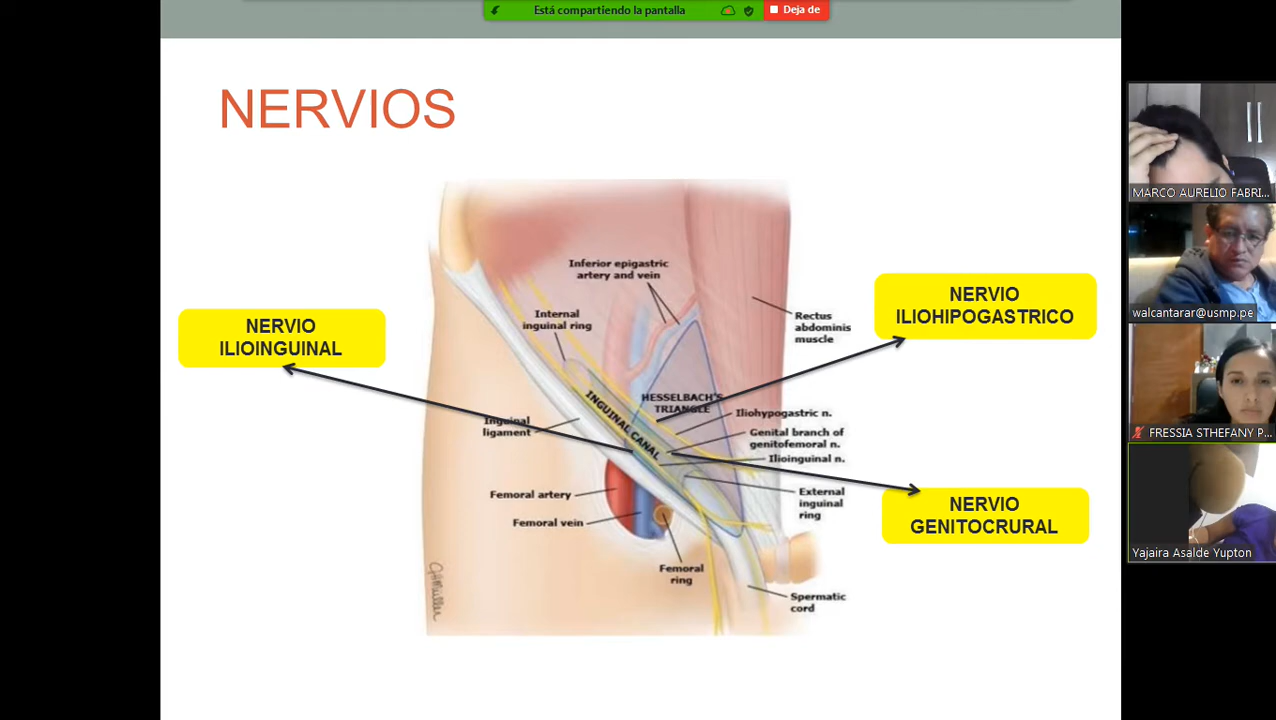 Está compartiendo la pantalla
Deja de
NERVIOS
Inferior epigastric
artery and vein
Internal
inguinal ring
Rectus
abdominis
muscle
NERVIO
ILIOHIPOGASTRICO
NERVIO
ILIOINGUINAL
HESSELBACH'S
TRIANGLE
INGUINAL CANAL
Inguinal
ligament
Iliohypogastric n.
Genital branch of
genitofemoral n.
Ilioinguinal n.
Femoral artery
Femoral vein
External
inguinal
ring
NERVIO
GENITOCRURAL
Femoral
ring
Spermatic
cord
MARCO AURELIO FABRI...
walcantarar@usmp.pe
FRESSIA STHEFANY P...
Yajaira Asalde Yupton